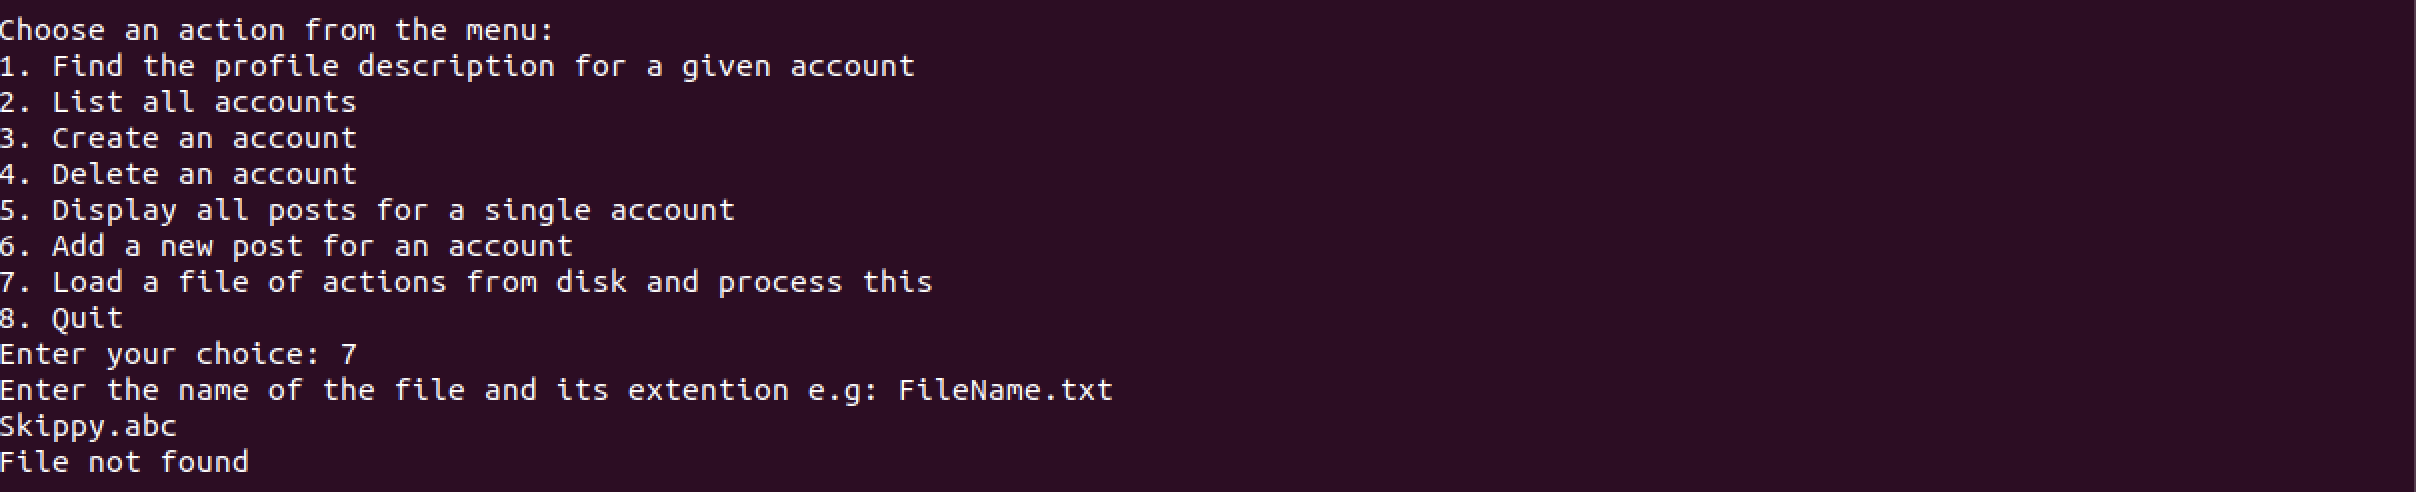 Choose an action from the menu:
1. Find the profile description for a given account
2. List all accounts
3. Create an account
4. Delete an account
5. Display all posts for a single account
6. Add a new post for an account
7. Load a file of actions from disk and process this
8. Quit
Enter your choice: 7
Enter the name of the file and its extention e.g: FileName.txt
Skippy.abc
File not found